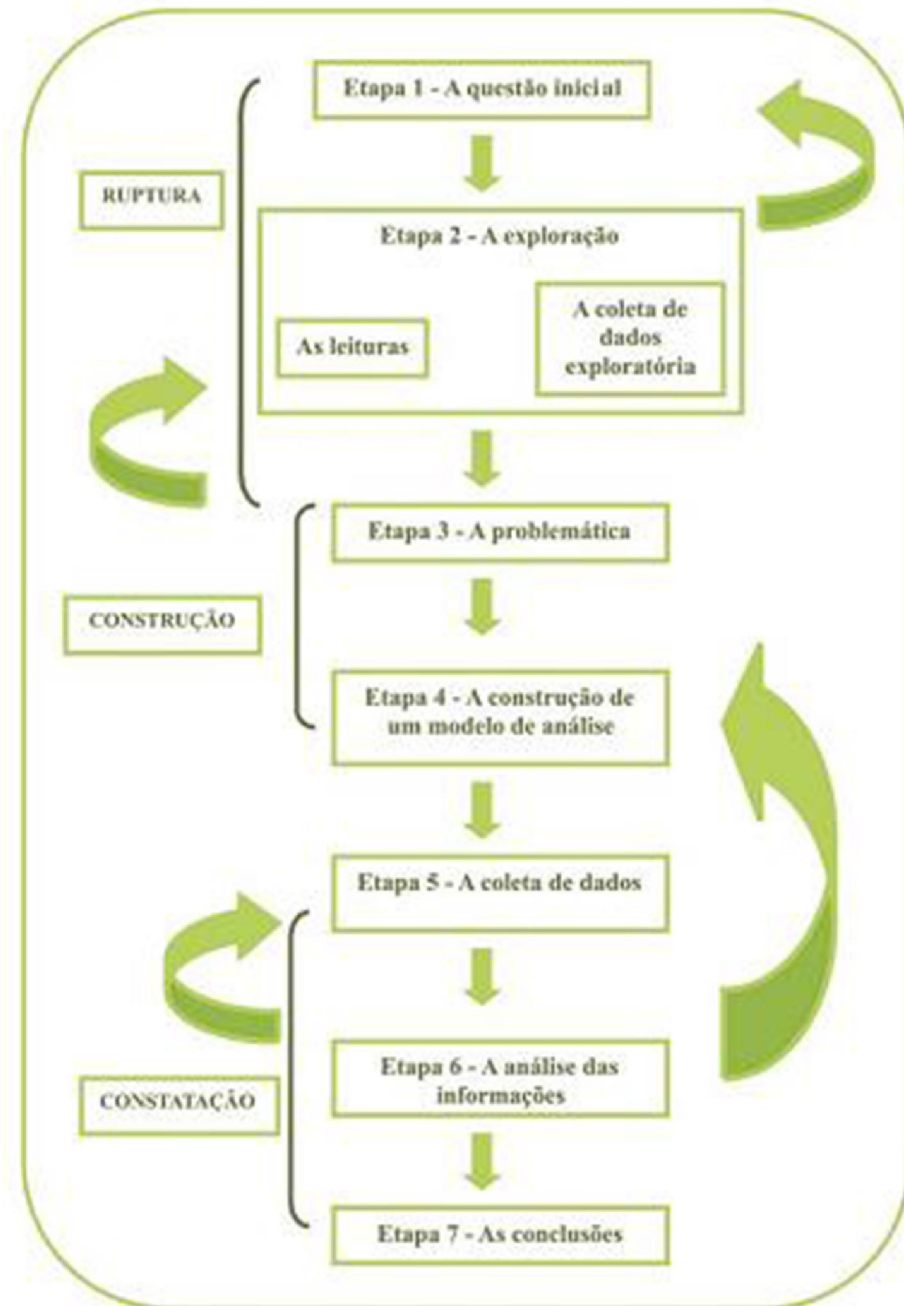 Etapa 1 - A questão inicial
RUPTURA
Etapa 2 - A exploração
As leituras
A coleta de
dados
exploratória
Etapa 3 - A problemática
CONSTRUÇÃO
Etapa 4 - A construção de
um modelo de análise
Etapa 5 - A coleta de dados
Etapa 6 - A análise das
informações
CONSTATAÇÃO
Etapa 7 - As conclusões